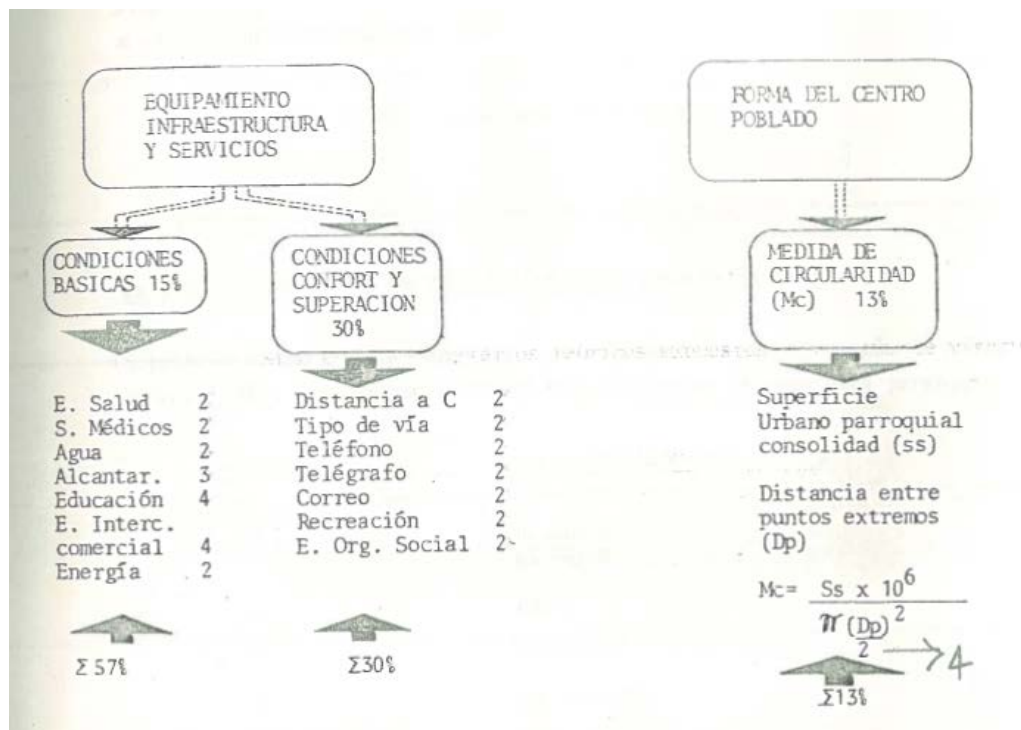 EQUIPAMIENTO
INFRAESTRUCTURA
Y SERVICIOS
CONDICIONES
BASICAS 15%
E. Salud 2
S. Médicos 2
Agua 2
Alcantar. 3
Educación 4
E. Interc.
comercial 4
Energía 2
Σ 57%
CONDICIONES
CONFORT Y
SUPERACION
30%
Distancia a C 2
Tipo de vía 2
Teléfono 2
Telégrafo 2
Correo 2
Recreación 2
E. Org. Social 2
Σ30%
FORMA DEL CENTRO
POBLADO
MEDIDA DE
CIRCULARIDAD
(Mc) 13%
Superficie
Urbano parroquial
consolidad (ss)
Distancia entre
puntos extremos
(Dp)
Mc= Ss x 10⁶
π (Dp)²
2 → 4
Σ13%